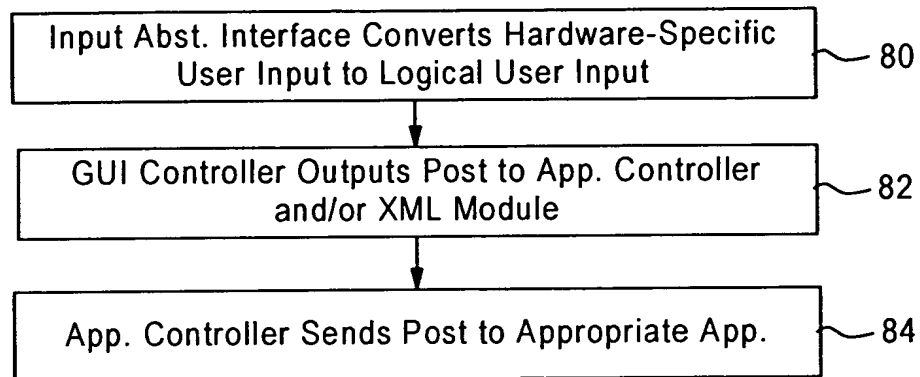 Input Abst. Interface Converts Hardware-Specific
User Input to Logical User Input
80
GUI Controller Outputs Post to App. Controller
and/or XML Module
82
App. Controller Sends Post to Appropriate App.
84